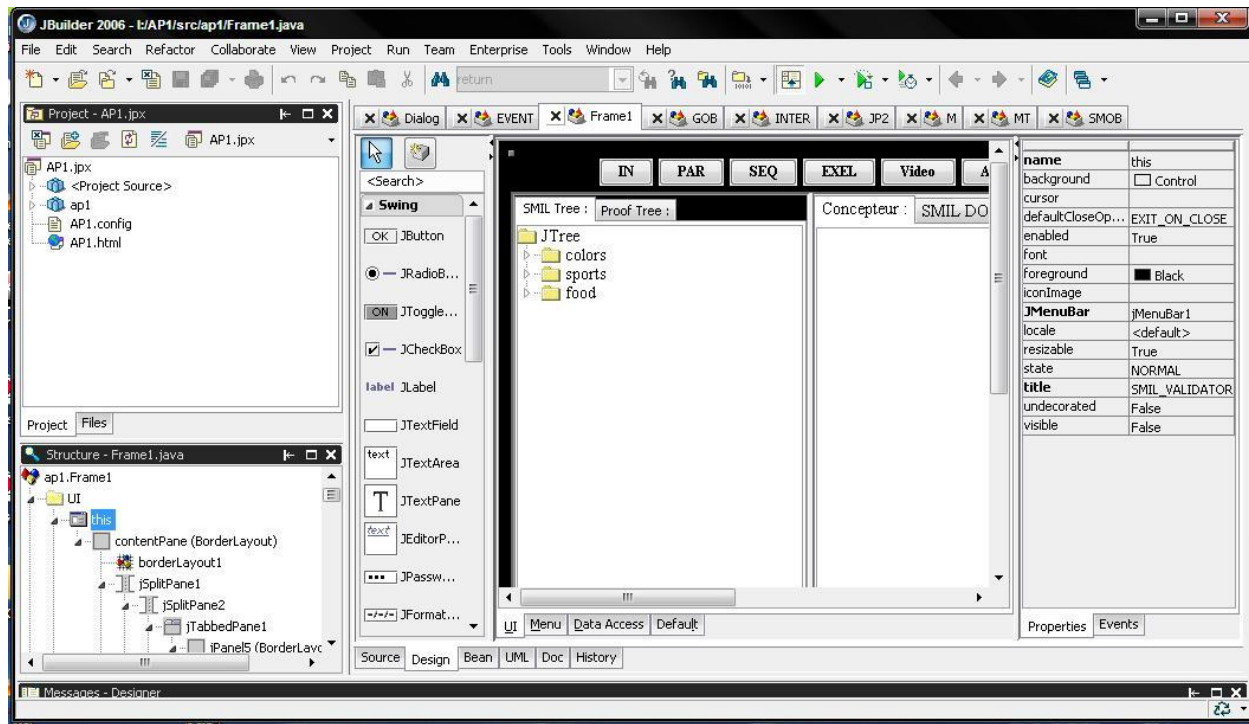 JBuilder 2006 - I:/AP1/src/ap1/Frame1.java
File Edit Search Refactor Collaborate View Project Run Team Enterprise Tools Window Help
return
Project - AP1.jpx
AP1.jpx
AP1.jpx
<Project Source>
ap1
AP1.config
AP1.html
Project Files
Structure - Frame1.java
ap1.Frame1
UI
this
contentPane (BorderLayout)
borderLayout1
jSplitPane1
jSplitPane2
jTabbedPane1
jPanel5 (BorderLayc
Dialog EVENT Frame1 GOB INTER JP2 M MT SMOB
<Search>
Swing
OK JButton
JRadioB...
ON JToggle...
JCheckBox
label JLabel
JTextField
text JTextArea
T JTextPane
text JEditorP...
JPassw...
JFormat...
IN PAR SEQ EXEL Video A
SMIL Tree : Proof Tree :
JTree
colors
sports
food
Concepteur : SMIL DO
UI Menu Data Access Default
Source Design Bean UML Doc History
name this
background Control
cursor
defaultCloseOp... EXIT_ON_CLOSE
enabled True
font
foreground Black
iconImage
JMenuBar jMenuBar1
locale <default>
resizable True
state NORMAL
title SMIL_VALIDATOR
undecorated False
visible False
Properties Events
Messages - Designer